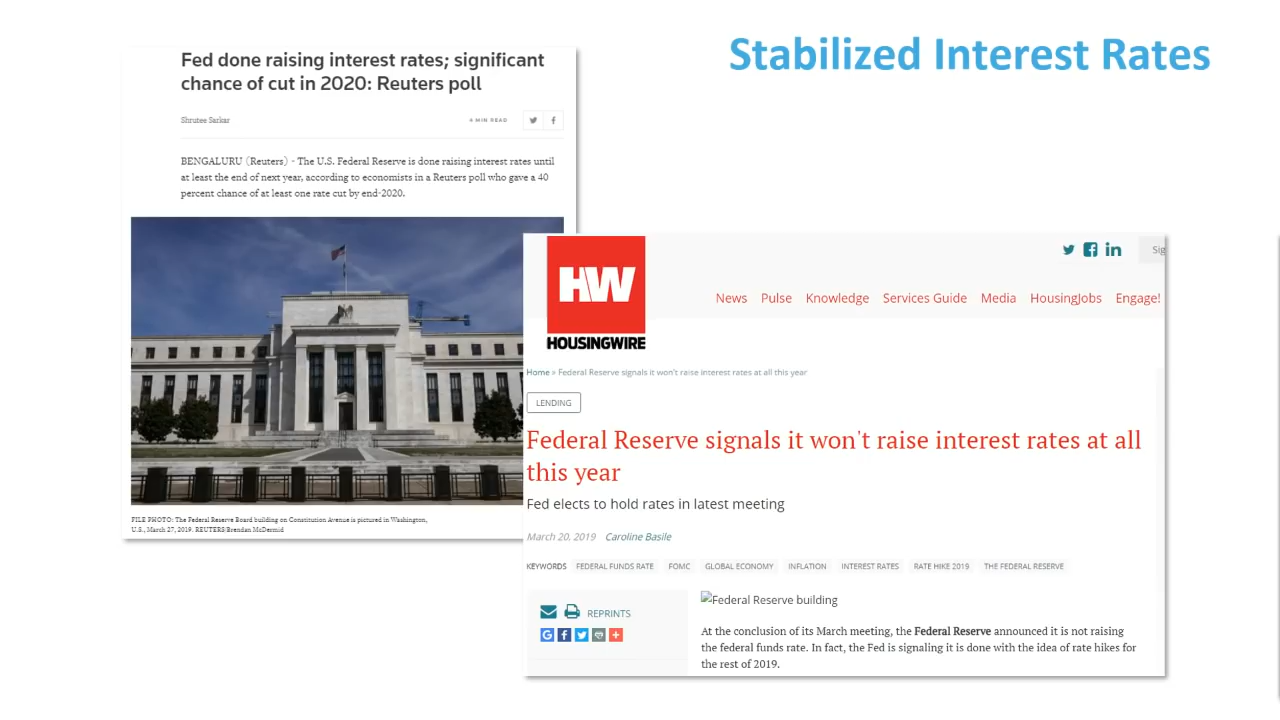 Stabilized Interest Rates
Fed done raising interest rates; significant
chance of cut in 2020: Reuters poll
Shrutee Sarkar
4 MIN READ
BENGALURU (Reuters) - The U.S. Federal Reserve is done raising interest rates until
at least the end of next year, according to economists in a Reuters poll who gave a 40
percent chance of at least one rate cut by end-2020.
FILE PHOTO: The Federal Reserve Board building on Constitution Avenue is pictured in Washington,
U.S., March 27, 2019. REUTERS/Brendan McDermid
HW
HOUSINGWIRE
Sig
News Pulse Knowledge Services Guide Media HousingJobs Engage!
Home » Federal Reserve signals it won't raise interest rates at all this year
LENDING
Federal Reserve signals it won't raise interest rates at all
this year
Fed elects to hold rates in latest meeting
March 20, 2019 Caroline Basile
KEYWORDS FEDERAL FUNDS RATE FOMC GLOBAL ECONOMY INFLATION INTEREST RATES RATE HIKE 2019 THE FEDERAL RESERVE
REPRINTS
Federal Reserve building
At the conclusion of its March meeting, the Federal Reserve announced it is not raising
the federal funds rate. In fact, the Fed is signaling it is done with the idea of rate hikes for
the rest of 2019.